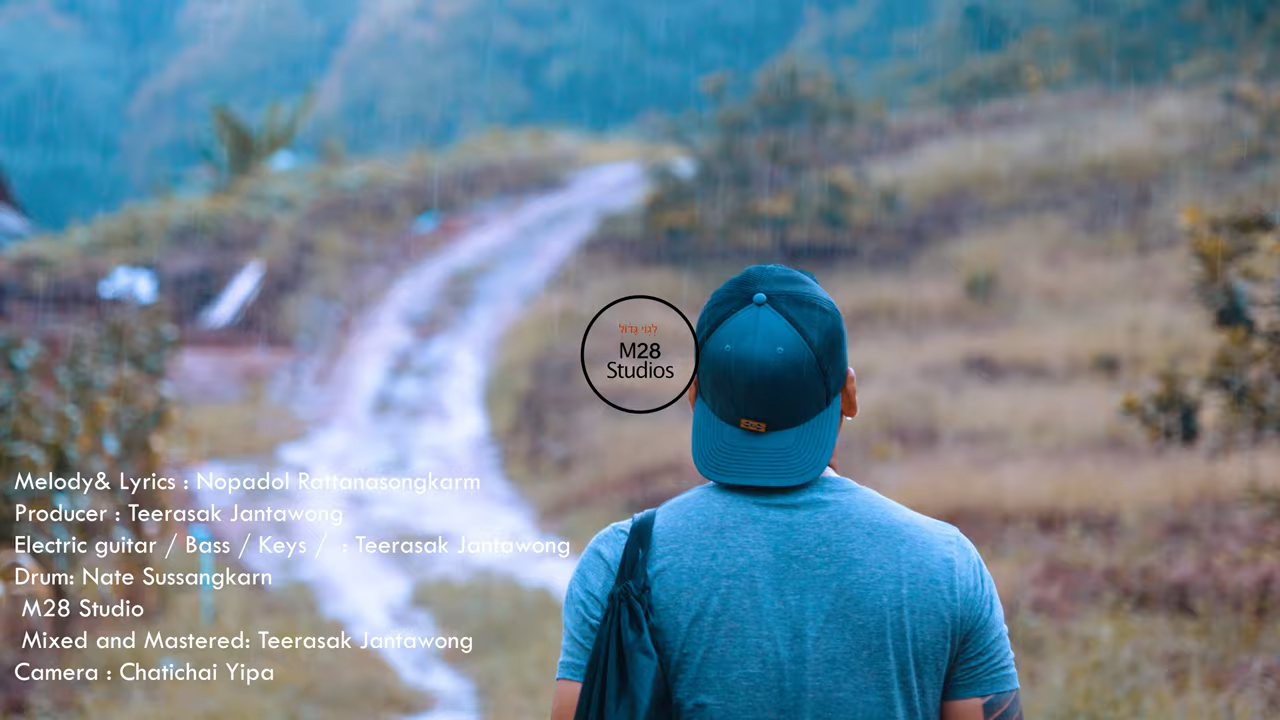 לגוי גדול
M28
Studios
Melody& Lyrics : Nopadol Rattanasongkarm
Producer : Teerasak Jantawong
Electric guitar / Bass / Keys /  : Teerasak Jantawong
Drum: Nate Sussangkarn
M28 Studio
Mixed and Mastered: Teerasak Jantawong
Camera : Chatichai Yipa